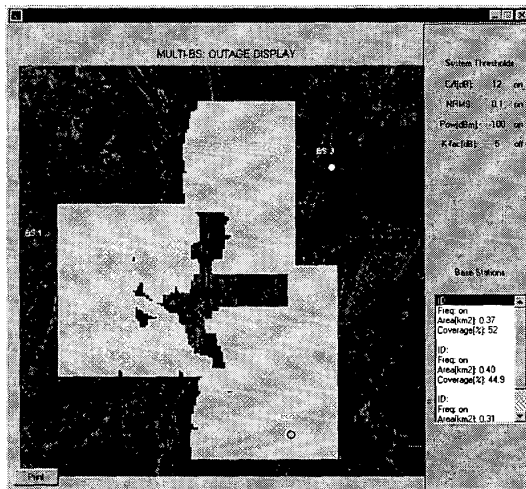 MULTI-BS: OUTAGE DISPLAY
BS 3
BS 1
System Thresholds
C/I[dB]: 12 on
NRMS: 0.1 on
Pow[dBm]: -100 on
K-fac[dB]: 6 off
Base Stations
ID:
Freq: on
Area[km2]: 0.37
Coverage[%]: 52
ID:
Freq: on
Area[km2]: 0.40
Coverage[%]: 44.9
ID:
Freq: on
Area[km2]: 0.31
Print